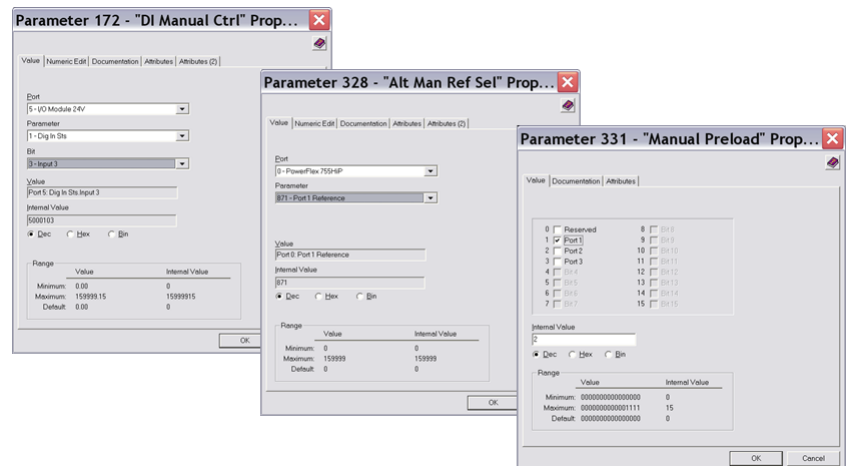 Parameter 172 - "DI Manual Ctrl" Prop...
Value Numeric Edit Documentation Attributes Attributes (2)
Port
5 - I/O Module 24V
Parameter
1 - Dig In Sts
Bit
3 - Input 3
Value
Port 5: Dig In Sts.Input 3
Internal Value
5000103
Dec Hex Bin
Range
Value Internal Value
Minimum: 0.00 0
Maximum: 159999.15 15999915
Default: 0.00 0
OK
Parameter 328 - "Alt Man Ref Sel" Prop...
Value Numeric Edit Documentation Attributes Attributes (2)
Port
0 - PowerFlex 755HiP
Parameter
871 - Port 1 Reference
Value
Port 0: Port 1 Reference
Internal Value
871
Dec Hex Bin
Range
Value Internal Value
Minimum: 0 0
Maximum: 159999 159999
Default: 0 0
OK
Parameter 331 - "Manual Preload" Prop...
Value Documentation Attributes
0 Reserved 8 Bit 8
1 Port 1 9 Bit 9
2 Port 2 10 Bit 10
3 Port 3 11 Bit 11
4 Bit 4 12 Bit 12
5 Bit 5 13 Bit 13
6 Bit 6 14 Bit 14
7 Bit 7 15 Bit 15
Internal Value
2
Dec Hex Bin
Range
Value Internal Value
Minimum: 0000000000000000 0
Maximum: 0000000000001111 15
Default: 0000000000000000 0
OK Cancel